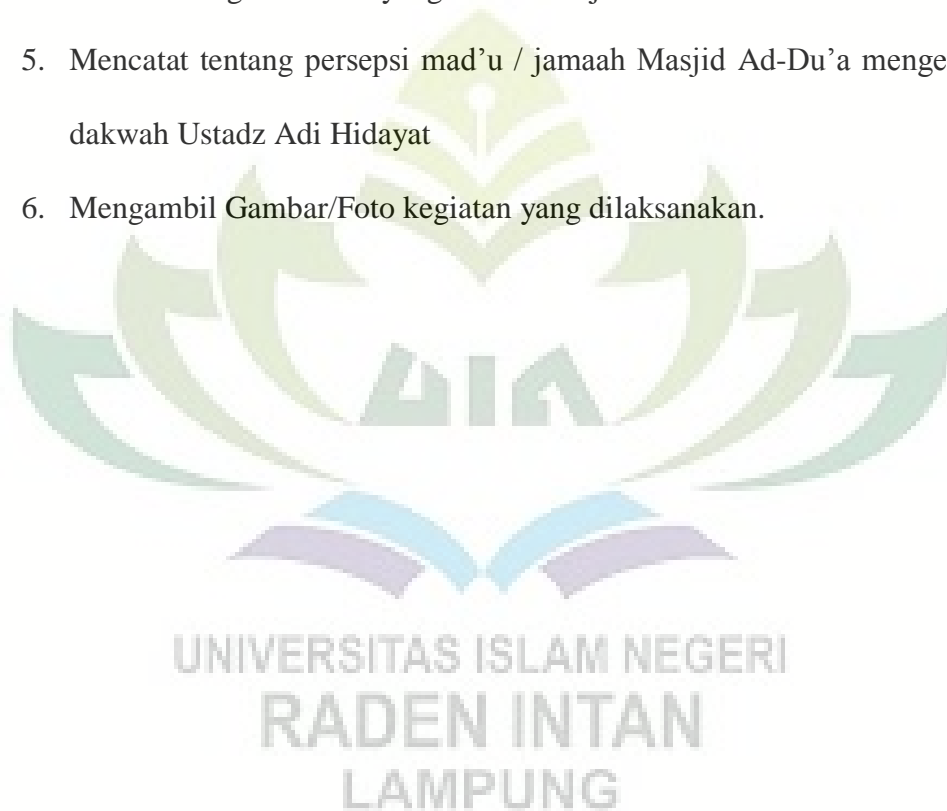 5. Mencatat tentang persepsi mad’u / jamaah Masjid Ad-Du’a
dakwah Ustadz Adi Hidayat
6. Mengambil Gambar/Foto kegiatan yang dilaksanakan.
UIN
UNIVERSITAS ISLAM NEGERI
RADEN INTAN
LAMPUNG